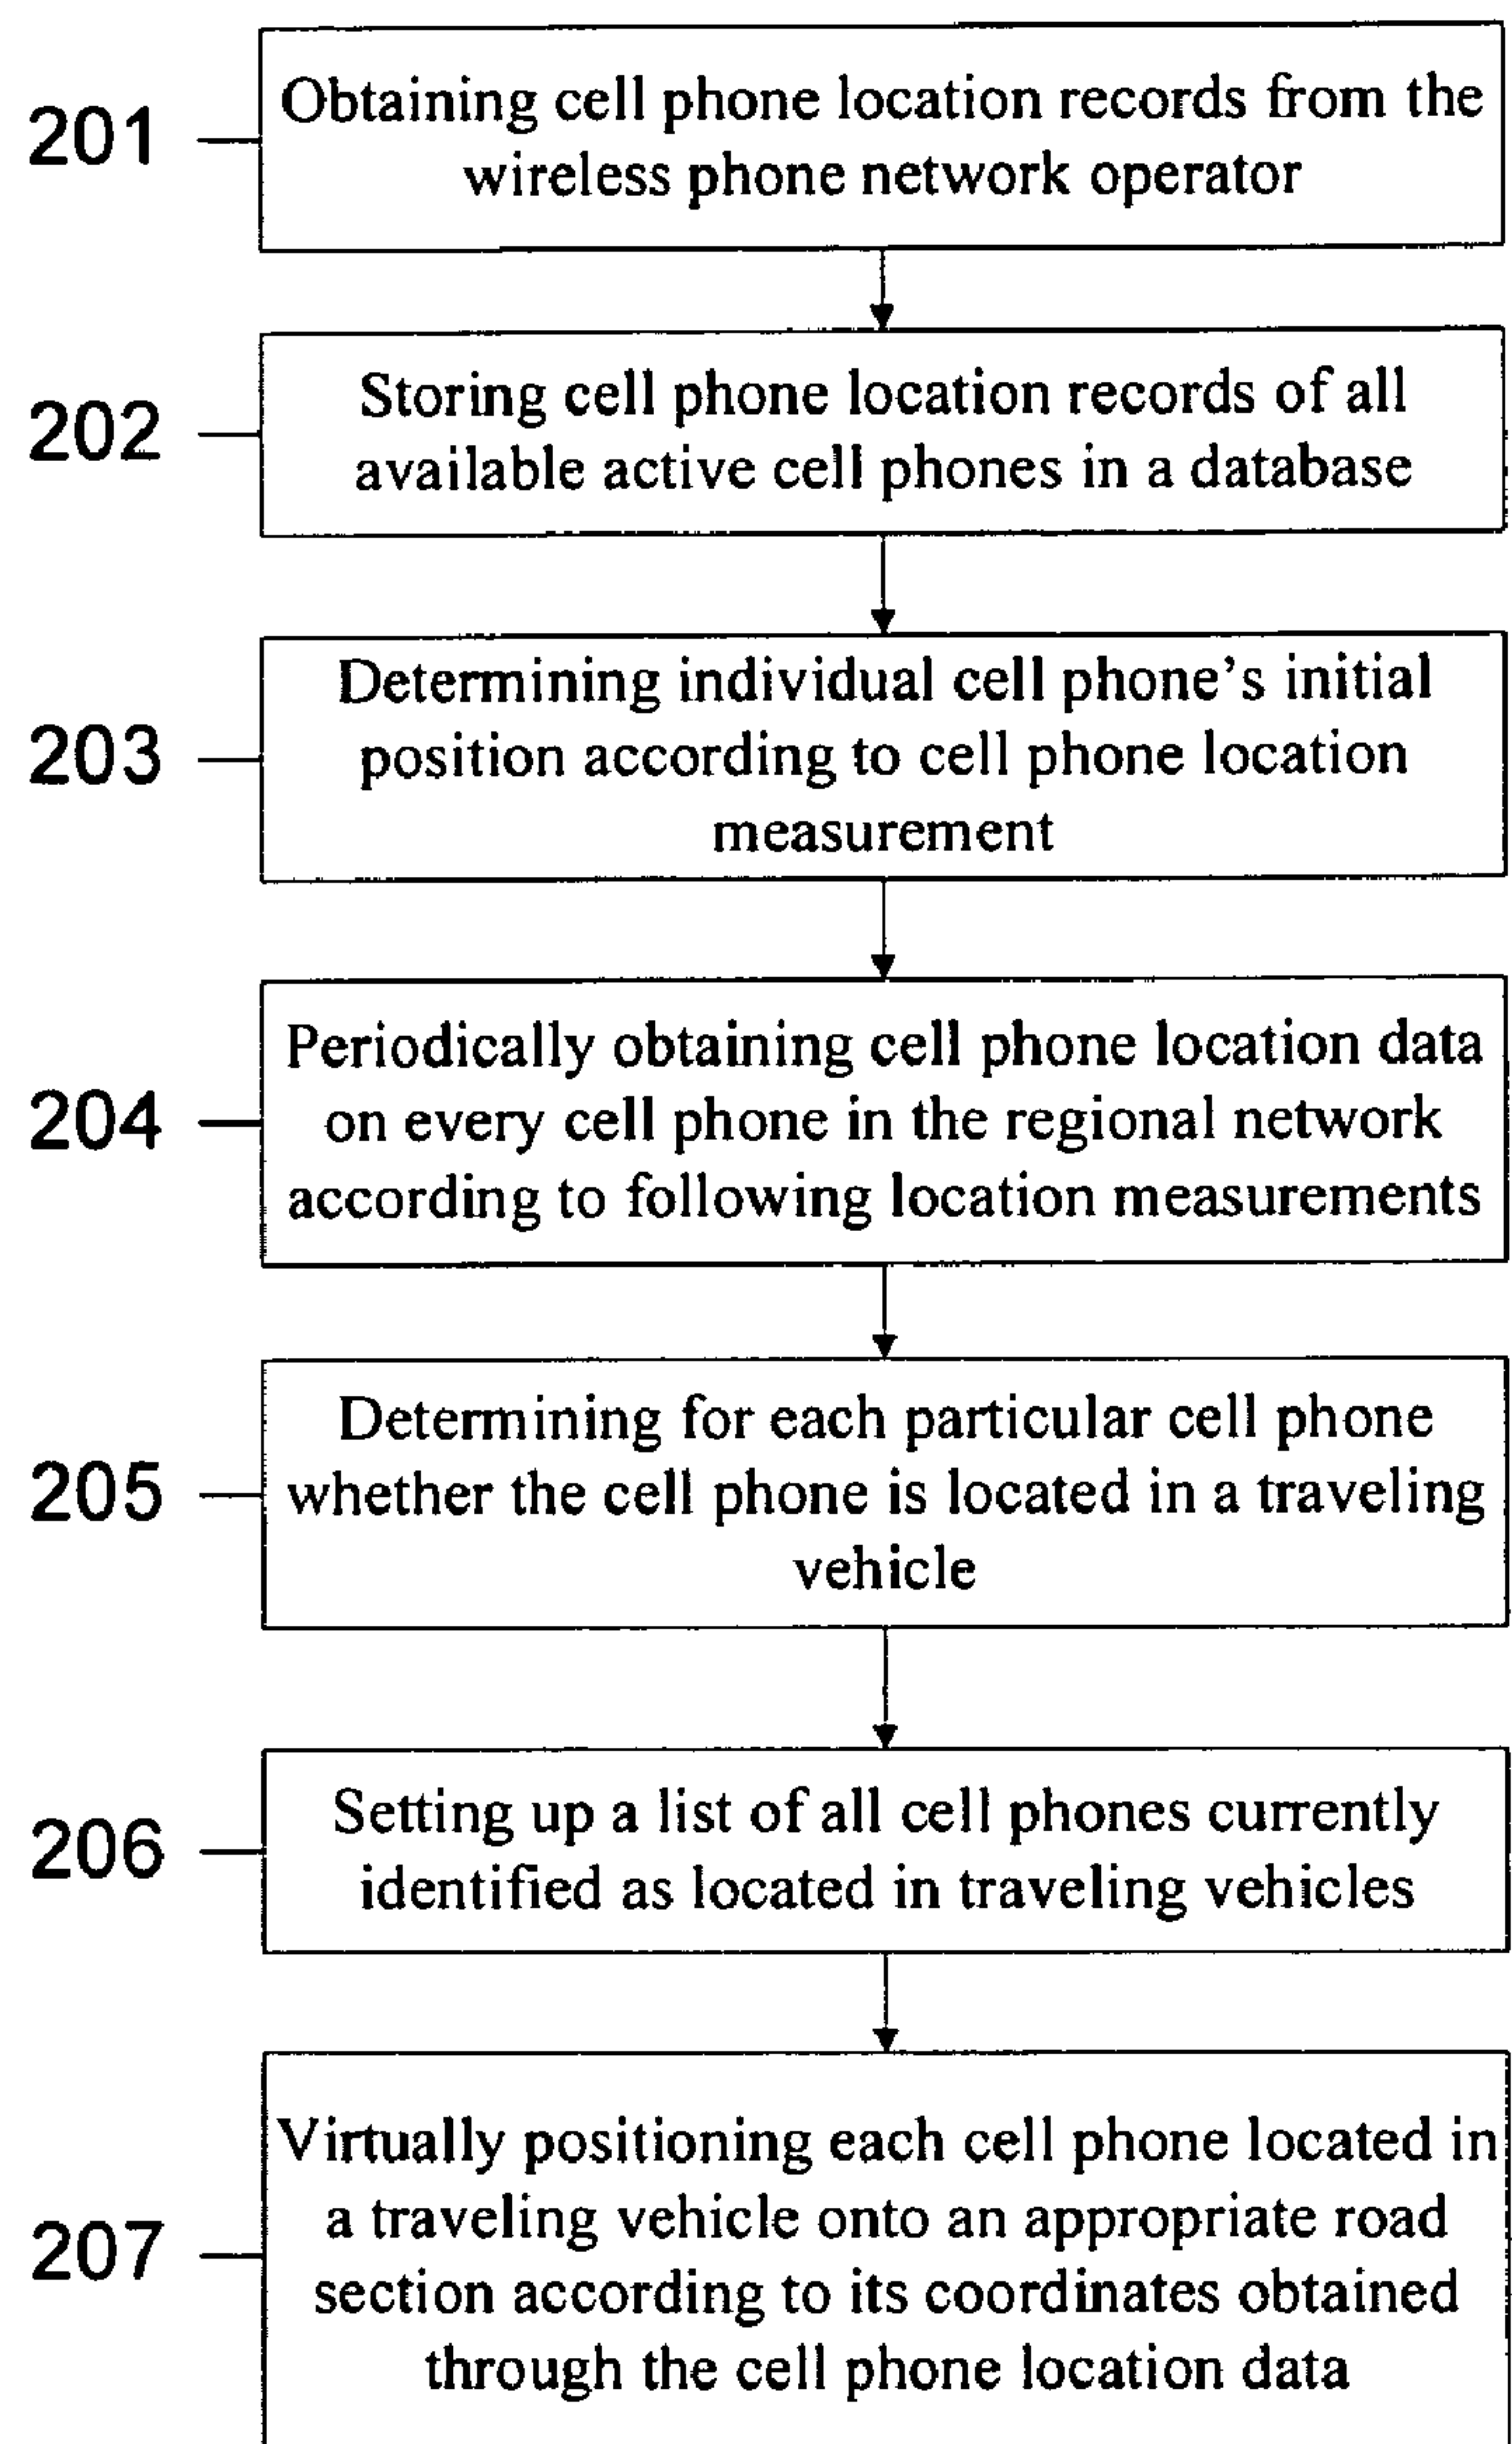 201
Obtaining cell phone location records from the
wireless phone network operator
202
Storing cell phone location records of all
available active cell phones in a database
203
Determining individual cell phone's initial
position according to cell phone location
measurement
204
Periodically obtaining cell phone location data
on every cell phone in the regional network
according to following location measurements
205
Determining for each particular cell phone
whether the cell phone is located in a traveling
vehicle
206
Setting up a list of all cell phones currently
identified as located in traveling vehicles
207
Virtually positioning each cell phone located in
a traveling vehicle onto an appropriate road
section according to its coordinates obtained
through the cell phone location data